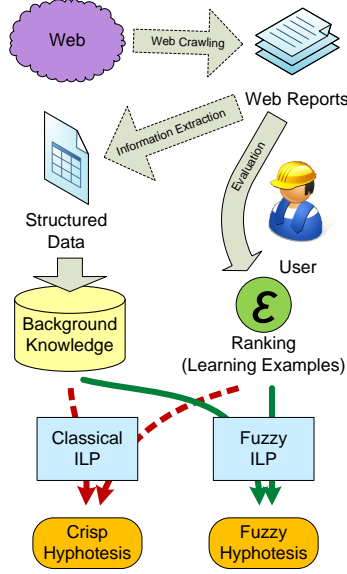 Web
Web Crawling
Web Reports
Information Extraction
Evaluation
Structured
Data
User
Background
Knowledge
ε
Ranking
(Learning Examples)
Classical
ILP
Fuzzy
ILP
Crisp
Hyphotesis
Fuzzy
Hyphotesis